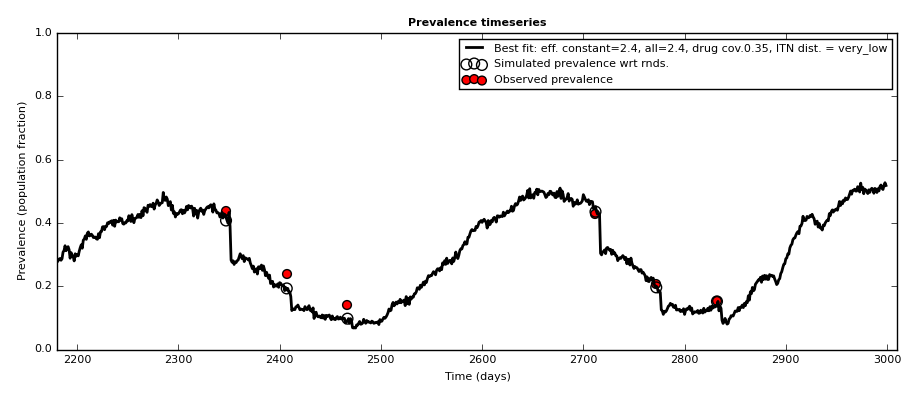 Prevalence timeseries
1.0
0.8
0.6
0.4
0.2
0.0
Prevalence (population fraction)
Best fit: eff. constant=2.4, all=2.4, drug cov.0.35, ITN dist. = very_low
Simulated prevalence wrt rnds.
Observed prevalence
2200 2300 2400 2500 2600 2700 2800 2900 3000
Time (days)